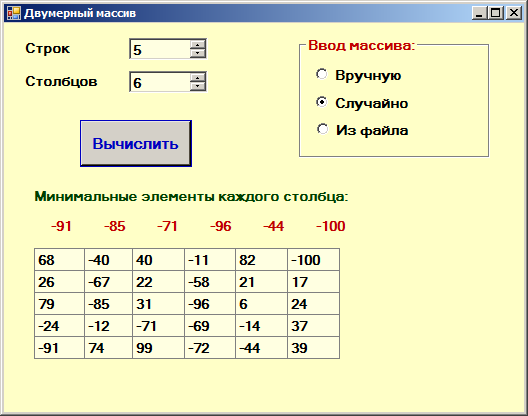 Двумерный массив
Строк 5
Столбцов 6
Ввод массива:
Вручную
Случайно
Из файла
Вычислить
Минимальные элементы каждого столбца:
-91 -85 -71 -96 -44 -100
68 -40 40 -11 82 -100
26 -67 22 -58 21 17
79 -85 31 -96 6 24
-24 -12 -71 -69 -14 37
-91 74 99 -72 -44 39